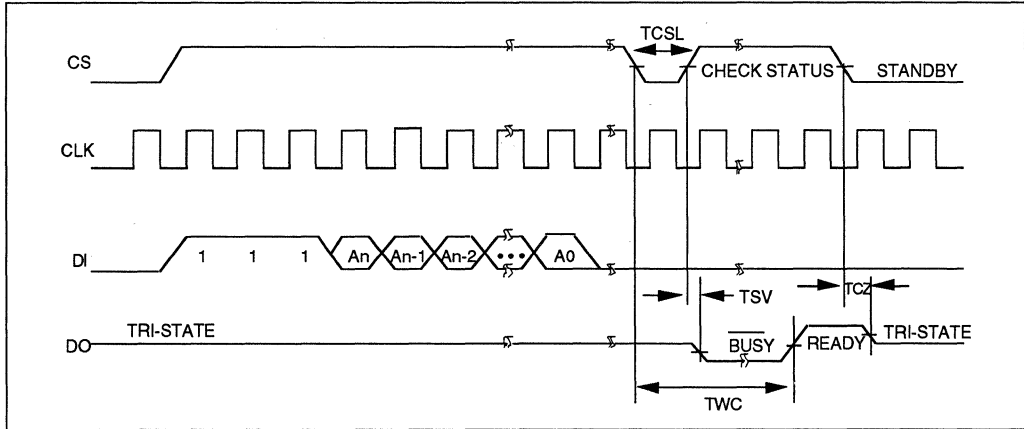 TCSL
CS
CHECK STATUS
STANDBY
CLK
DI
1 1 1 An An-1 An-2 ••• A0
TSV
TCZ
TRI-STATE
DO
BUSY
READY
TRI-STATE
TWC